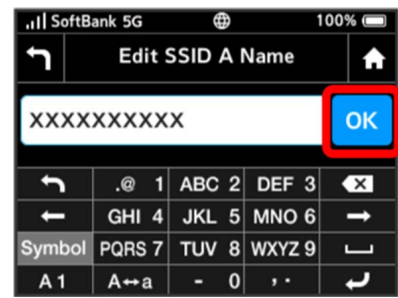 SoftBank 5G 100%
Edit SSID A Name
XXXXXXXXXX OK
.@ 1 ABC 2 DEF 3
GHI 4 JKL 5 MNO 6
Symbol PQRS 7 TUV 8 WXYZ 9
A 1 A↔a - 0 , .